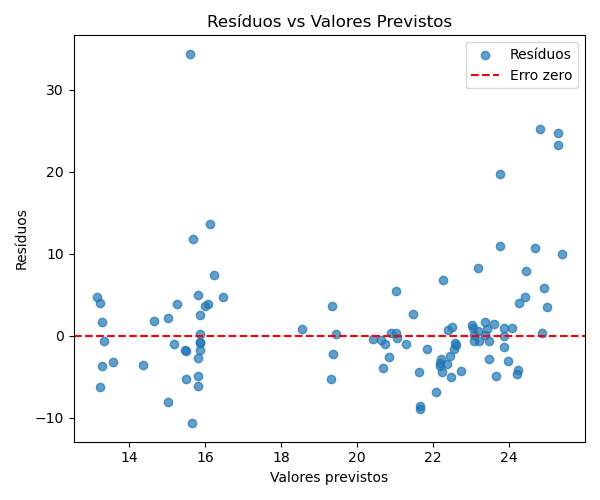 Resíduos vs Valores Previstos
Resíduos
Erro zero
Resíduos
30
20
10
0
−10
14
16
18
20
22
24
Valores previstos